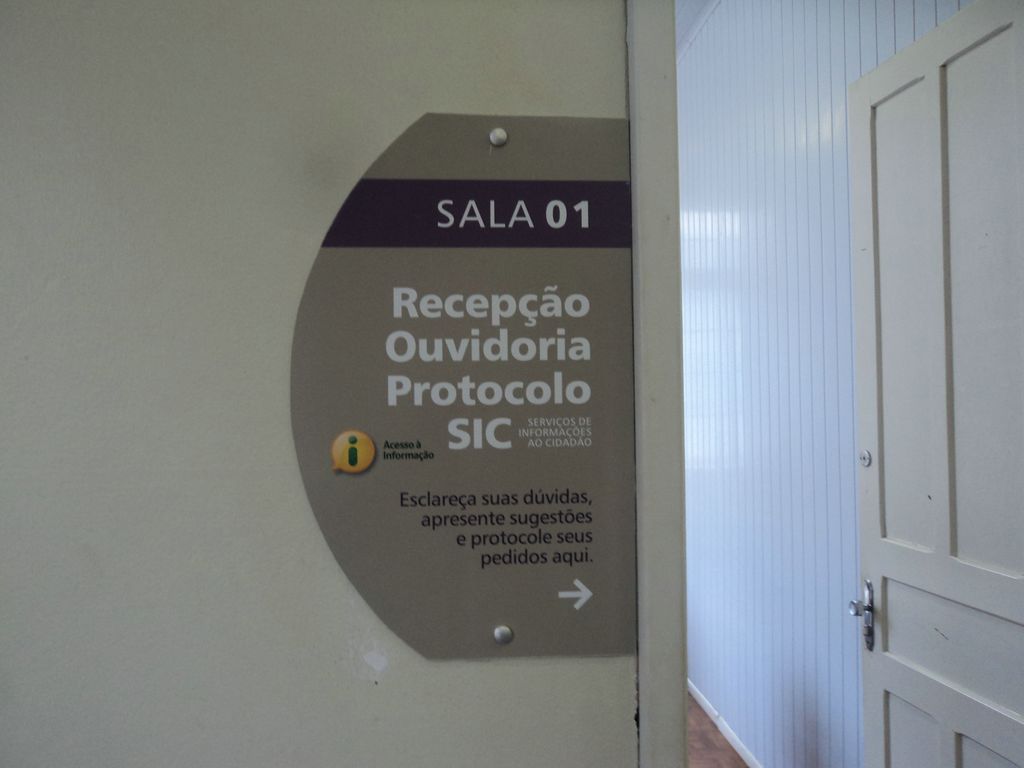 SALA 01
Recepção
Ouvidoria
Protocolo
SIC SERVIÇOS DE
INFORMAÇÕES
AO CIDADÃO
i Acesso à
Informação
Esclareça suas dúvidas,
apresente sugestões
e protocole seus
pedidos aqui.